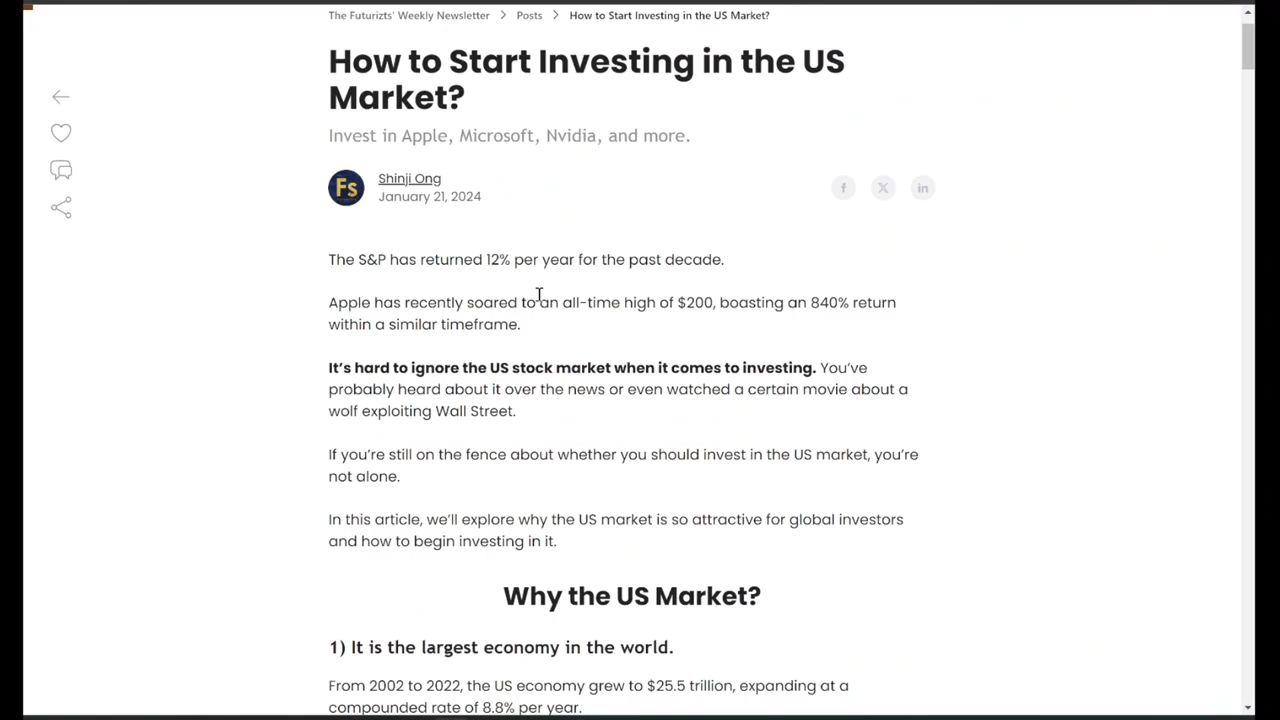 The Futurizts' Weekly Newsletter > Posts > How to Start Investing in the US Market?
How to Start Investing in the US
Market?
Invest in Apple, Microsoft, Nvidia, and more.
Fs
Shinji Ong
January 21, 2024
f X in
The S&P has returned 12% per year for the past decade.
Apple has recently soared to an all-time high of $200, boasting an 840% return
within a similar timeframe.
It's hard to ignore the US stock market when it comes to investing. You've
probably heard about it over the news or even watched a certain movie about a
wolf exploiting Wall Street.
If you're still on the fence about whether you should invest in the US market, you're
not alone.
In this article, we'll explore why the US market is so attractive for global investors
and how to begin investing in it.
Why the US Market?
1) It is the largest economy in the world.
From 2002 to 2022, the US economy grew to $25.5 trillion, expanding at a
compounded rate of 8.8% per year.